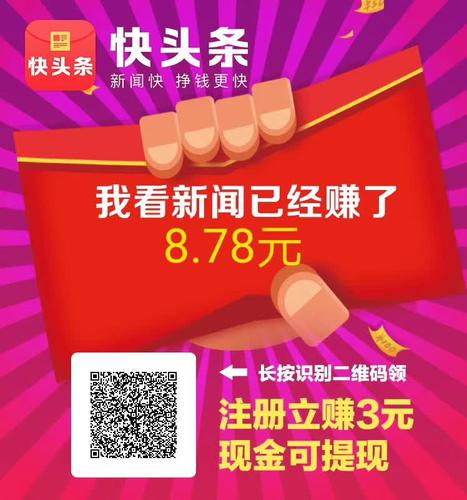 快头条
快头条
新闻快 挣钱更快
我看新闻已经赚了
8.78元
长按识别二维码领
注册立赚3元
现金可提现